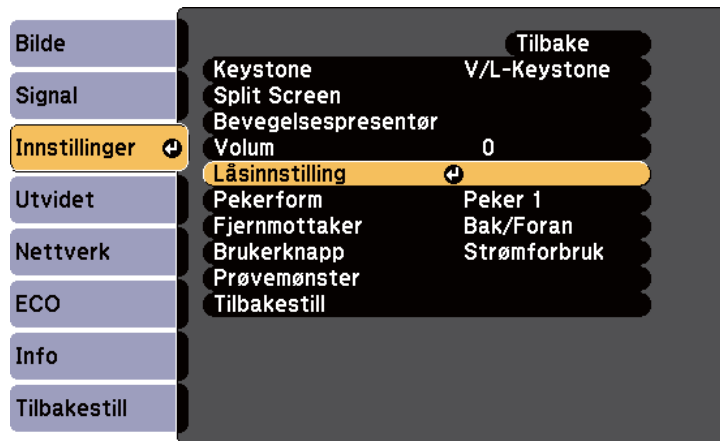 Bilde
Signal
Innstillinger
Utvidet
Nettverk
ECO
Info
Tilbakestill
Tilbake
Keystone V/L-Keystone
Split Screen
Bevegelsespresentør
Volum 0
Låsinnstilling
Pekerform Peker 1
Fjernmottaker Bak/Foran
Brukerknapp Strømforbruk
Prøvemønster
Tilbakestill